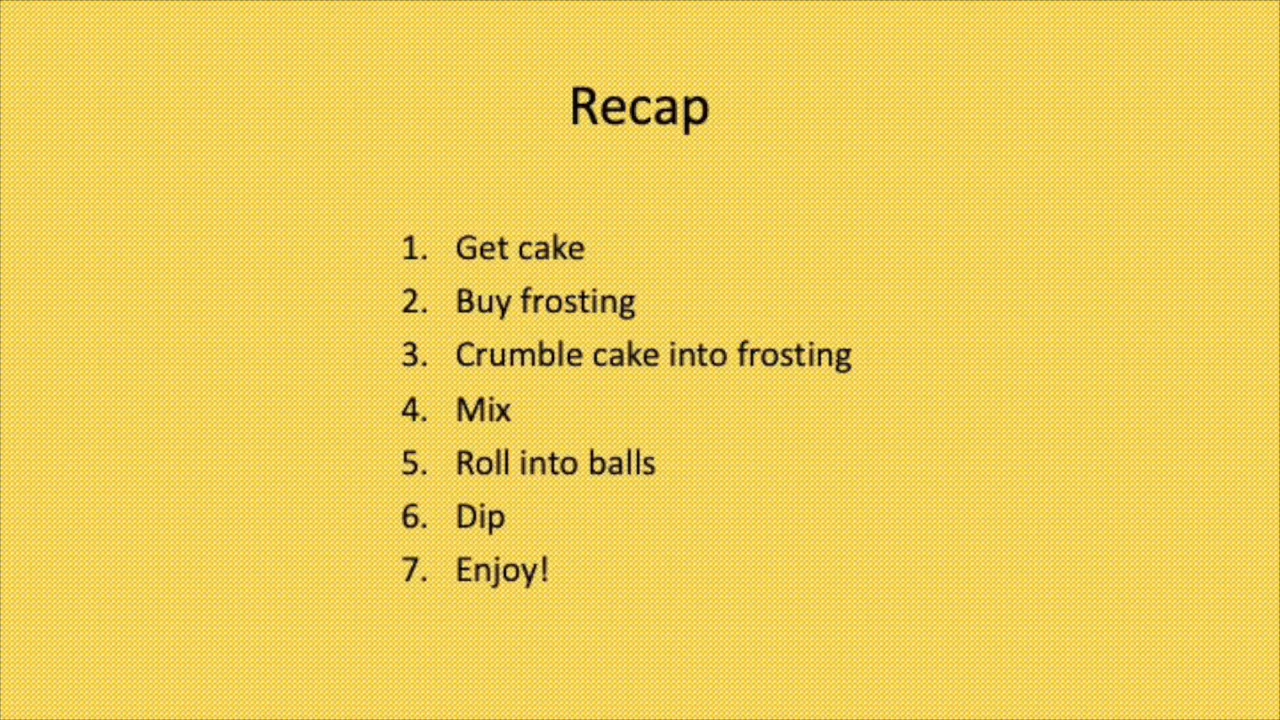 Recap
1. Get cake
2. Buy frosting
3. Crumble cake into frosting
4. Mix
5. Roll into balls
6. Dip
7. Enjoy!